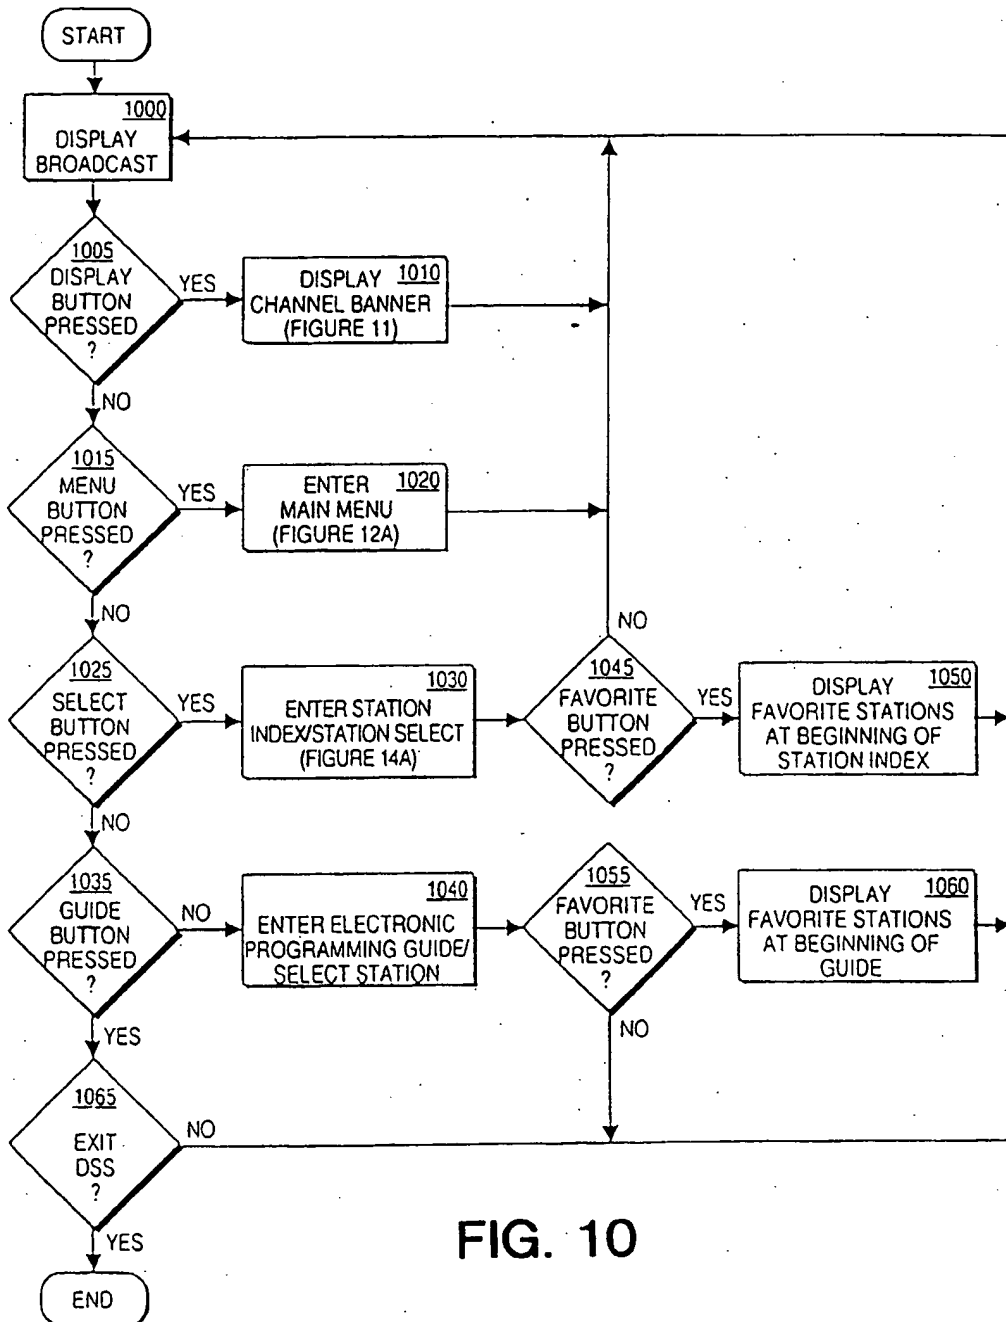 START
1000
DISPLAY
BROADCAST
1005
DISPLAY
BUTTON
PRESSED
?
YES
DISPLAY 1010
CHANNEL BANNER
(FIGURE 11)
NO
1015
MENU
BUTTON
PRESSED
?
YES
ENTER 1020
MAIN MENU
(FIGURE 12A)
NO
1025
SELECT
BUTTON
PRESSED
?
YES
1030
ENTER STATION
INDEX/STATION SELECT
(FIGURE 14A)
NO
1045
FAVORITE
BUTTON
PRESSED
?
YES
DISPLAY 1050
FAVORITE STATIONS
AT BEGINNING OF
STATION INDEX
NO
1035
GUIDE
BUTTON
PRESSED
?
NO
1040
ENTER ELECTRONIC
PROGRAMMING GUIDE/
SELECT STATION
1055
FAVORITE
BUTTON
PRESSED
?
YES
DISPLAY 1060
FAVORITE STATIONS
AT BEGINNING OF
GUIDE
NO
YES
1065
EXIT
DSS
?
NO
YES
END
FIG. 10